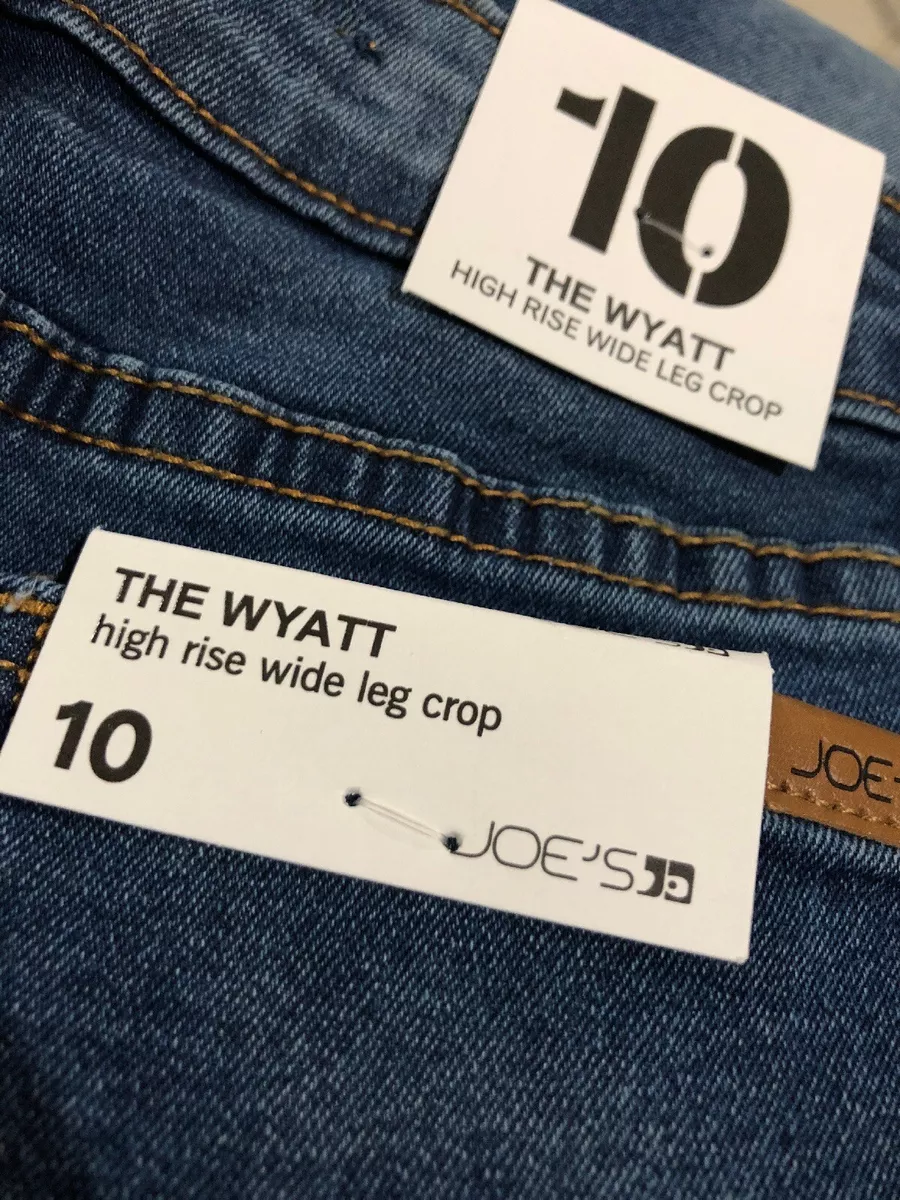 10
THE WYATT
HIGH RISE WIDE LEG CROP
THE WYATT
high rise wide leg crop
10
JOE'S
JOE'